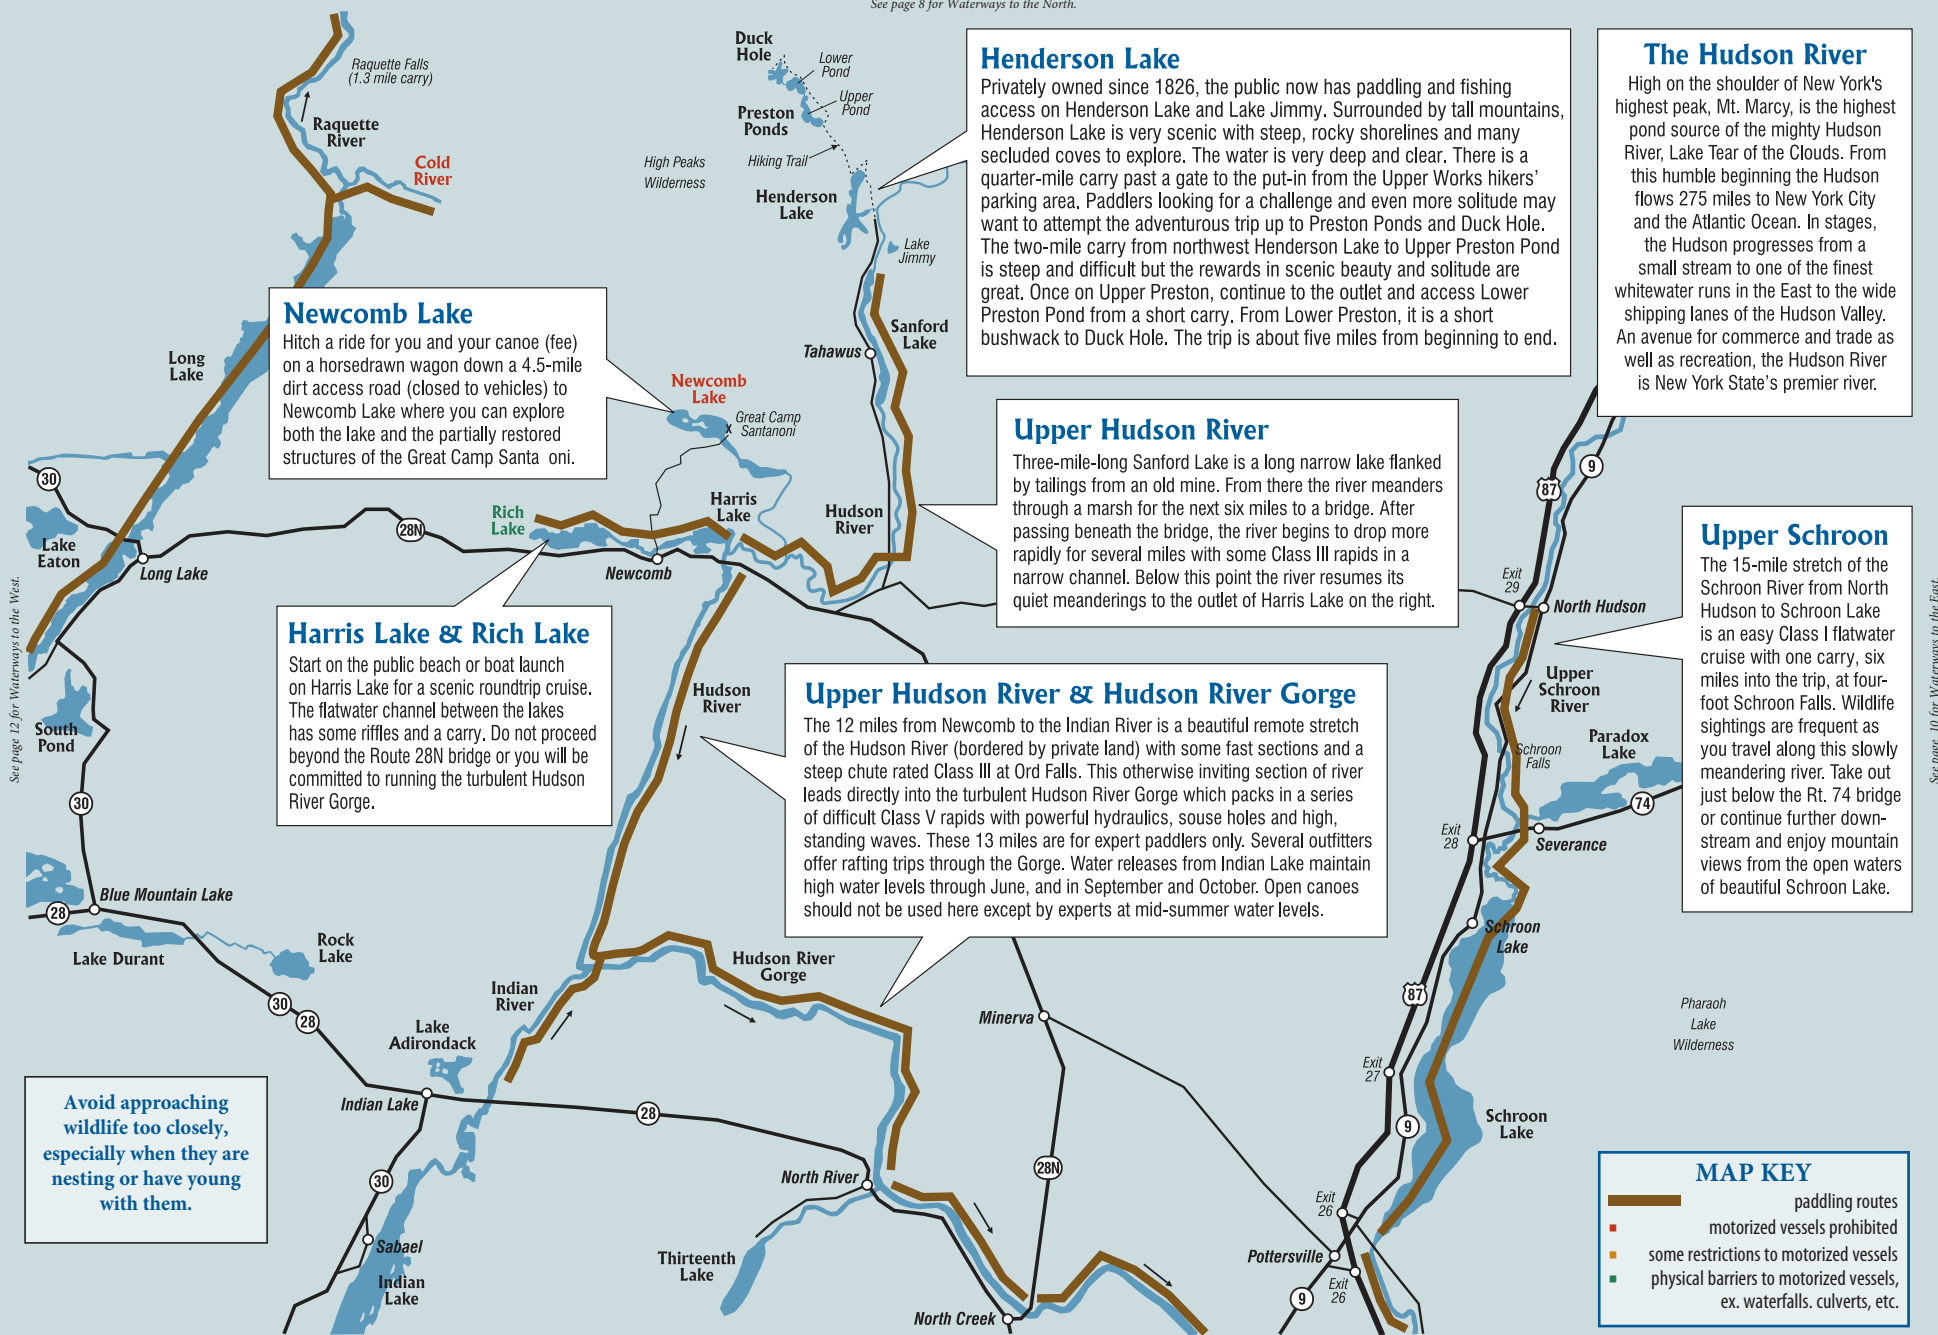 See page 8 for Waterways to the North.
Duck
Hole
Lower
Pond
Upper
Pond
Preston
Ponds
Hiking Trail
High Peaks
Wilderness
Henderson
Lake
Lake
Jimmy
Raquette Falls
(1.3 mile carry)
Raquette
River
Cold
River
Henderson Lake
Privately owned since 1826, the public now has paddling and fishing
access on Henderson Lake and Lake Jimmy. Surrounded by tall mountains,
Henderson Lake is very scenic with steep, rocky shorelines and many
secluded coves to explore. The water is very deep and clear. There is a
quarter-mile carry past a gate to the put-in from the Upper Works hikers’
parking area. Paddlers looking for a challenge and even more solitude may
want to attempt the adventurous trip up to Preston Ponds and Duck Hole.
The two-mile carry from northwest Henderson Lake to Upper Preston Pond
is steep and difficult but the rewards in scenic beauty and solitude are
great. Once on Upper Preston, continue to the outlet and access Lower
Preston Pond from a short carry. From Lower Preston, it is a short
bushwack to Duck Hole. The trip is about five miles from beginning to end.
The Hudson River
High on the shoulder of New York's
highest peak, Mt. Marcy, is the highest
pond source of the mighty Hudson
River, Lake Tear of the Clouds. From
this humble beginning the Hudson
flows 275 miles to New York City
and the Atlantic Ocean. In stages,
the Hudson progresses from a
small stream to one of the finest
whitewater runs in the East to the wide
shipping lanes of the Hudson Valley.
An avenue for commerce and trade as
well as recreation, the Hudson River
is New York State’s premier river.
Newcomb Lake
Hitch a ride for you and your canoe (fee)
on a horsedrawn wagon down a 4.5-mile
dirt access road (closed to vehicles) to
Newcomb Lake where you can explore
both the lake and the partially restored
structures of the Great Camp Santa oni.
Long
Lake
Sanford
Lake
Tahawus
Newcomb
Lake
Great Camp
Santanoni
x
Upper Hudson River
Three-mile-long Sanford Lake is a long narrow lake flanked
by tailings from an old mine. From there the river meanders
through a marsh for the next six miles to a bridge. After
passing beneath the bridge, the river begins to drop more
rapidly for several miles with some Class III rapids in a
narrow channel. Below this point the river resumes its
quiet meanderings to the outlet of Harris Lake on the right.
30
28N
Rich
Lake
Harris
Lake
Hudson
River
Newcomb
Lake
Eaton
Long Lake
87
9
Exit
29
North Hudson
Upper Schroon
The 15-mile stretch of the
Schroon River from North
Hudson to Schroon Lake
is an easy Class I flatwater
cruise with one carry, six
miles into the trip, at four-
foot Schroon Falls. Wildlife
sightings are frequent as
you travel along this slowly
meandering river. Take out
just below the Rt. 74 bridge
or continue further down-
stream and enjoy mountain
views from the open waters
of beautiful Schroon Lake.
See page 12 for Waterways to the West.
See page 10 for Waterways to the East.
Harris Lake & Rich Lake
Start on the public beach or boat launch
on Harris Lake for a scenic roundtrip cruise.
The flatwater channel between the lakes
has some riffles and a carry. Do not proceed
beyond the Route 28N bridge or you will be
committed to running the turbulent Hudson
River Gorge.
Hudson
River
Upper Hudson River & Hudson River Gorge
The 12 miles from Newcomb to the Indian River is a beautiful remote stretch
of the Hudson River (bordered by private land) with some fast sections and a
steep chute rated Class III at Ord Falls. This otherwise inviting section of river
leads directly into the turbulent Hudson River Gorge which packs in a series
of difficult Class V rapids with powerful hydraulics, souse holes and high,
standing waves. These 13 miles are for expert paddlers only. Several outfitters
offer rafting trips through the Gorge. Water releases from Indian Lake maintain
high water levels through June, and in September and October. Open canoes
should not be used here except by experts at mid-summer water levels.
Upper
Schroon
River
Schroon
Falls
Paradox
Lake
74
Exit
28
Severance
South
Pond
30
Blue Mountain Lake
28
Lake Durant
Rock
Lake
30
28
Schroon
Lake
87
Indian
River
Hudson River
Gorge
Lake
Adirondack
Indian Lake
28
Minerva
Pharaoh
Lake
Wilderness
Exit
27
9
Schroon
Lake
Avoid approaching
wildlife too closely,
especially when they are
nesting or have young
with them.
30
Sabael
Indian
Lake
North River
28N
Thirteenth
Lake
North Creek
Exit
26
Pottersville
Exit
26
9
MAP KEY
paddling routes
motorized vessels prohibited
some restrictions to motorized vessels
physical barriers to motorized vessels,
ex. waterfalls. culverts, etc.